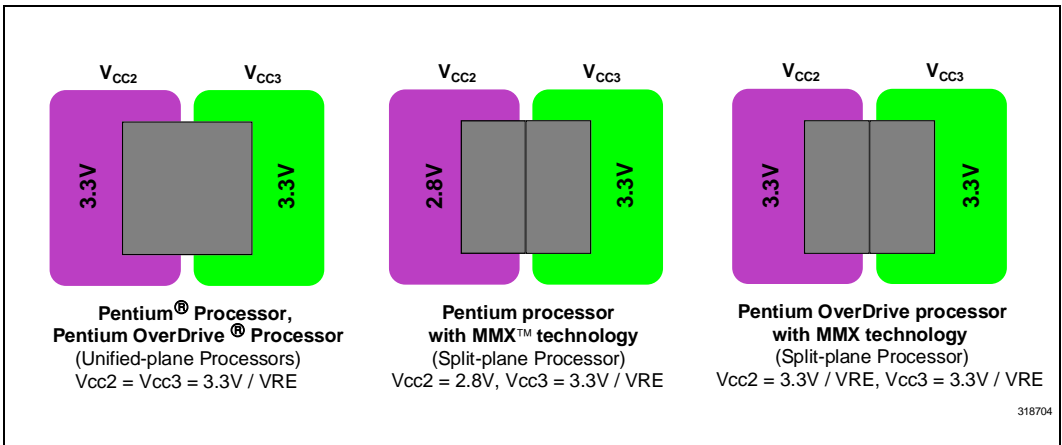 VCC2 VCC3
3.3V 3.3V
Pentium® Processor,
Pentium OverDrive ® Processor
(Unified-plane Processors)
Vcc2 = Vcc3 = 3.3V / VRE
VCC2 VCC3
2.8V 3.3V
Pentium processor
with MMX™ technology
(Split-plane Processor)
Vcc2 = 2.8V, Vcc3 = 3.3V / VRE
VCC2 VCC3
3.3V 3.3V
Pentium OverDrive processor
with MMX technology
(Split-plane Processor)
Vcc2 = 3.3V / VRE, Vcc3 = 3.3V / VRE
318704